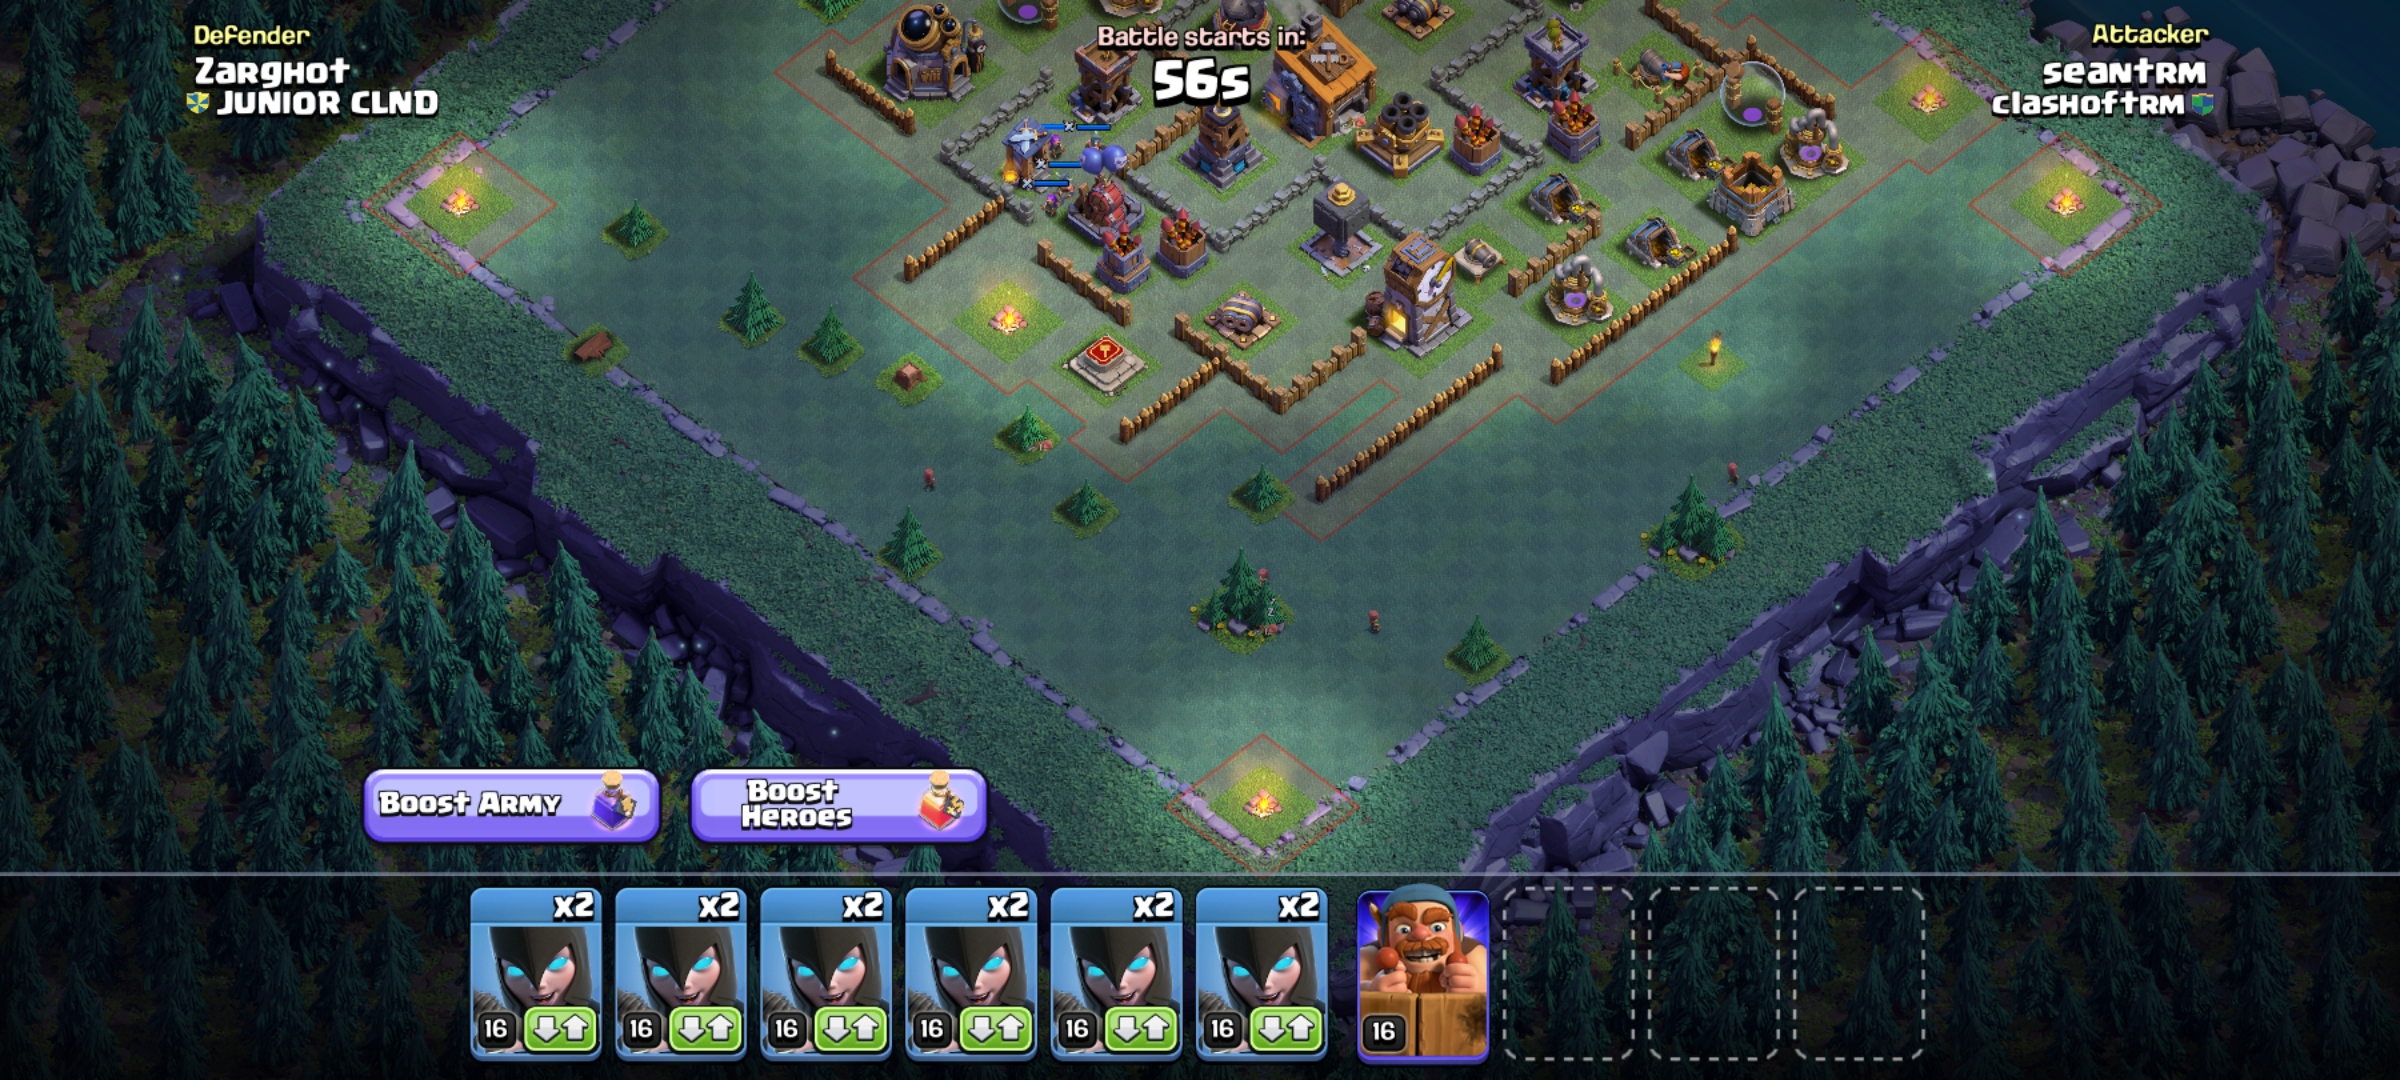 Defender
Zarghot
JUNIOR CLND
Battle starts in:
56s
Attacker
seantRM
clashoftRM
Boost Army
Boost
Heroes
x2
x2
x2
x2
x2
x2
16
16
16
16
16
16
16